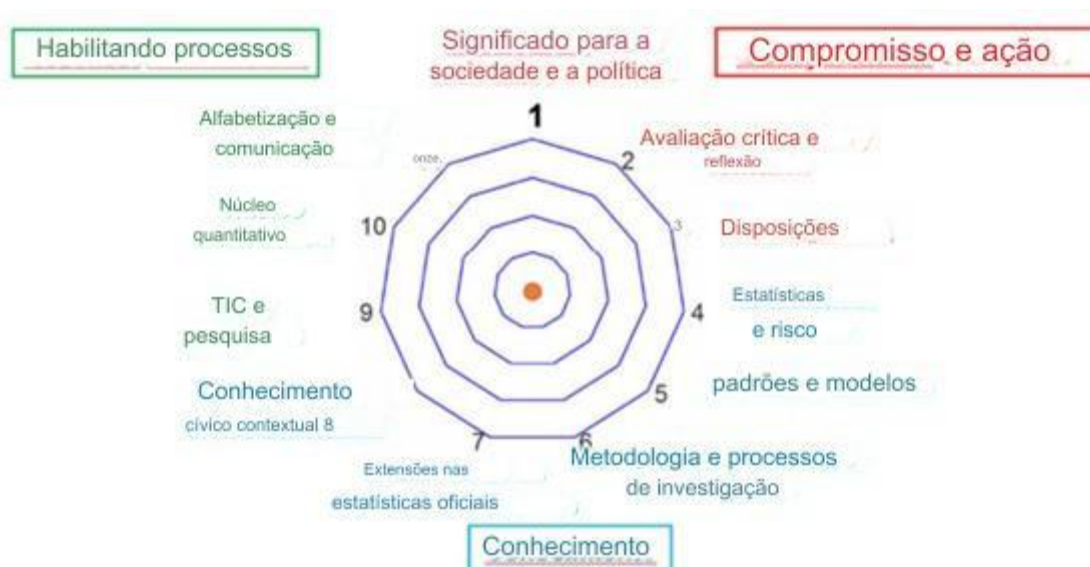 Habilitando processos
Significado para a
sociedade e a política
Compromisso e ação
1
Alfabetização e
comunicação
onze
2
Avaliação crítica e
reflexão
Núcleo
quantitativo
10
3
Disposições
TIC e
pesquisa
9
4
Estatísticas
e risco
Conhecimento
cívico contextual 8
5
padrões e modelos
7
6
Extensões nas
estatísticas oficiais
Metodologia e processos
de investigação
Conhecimento